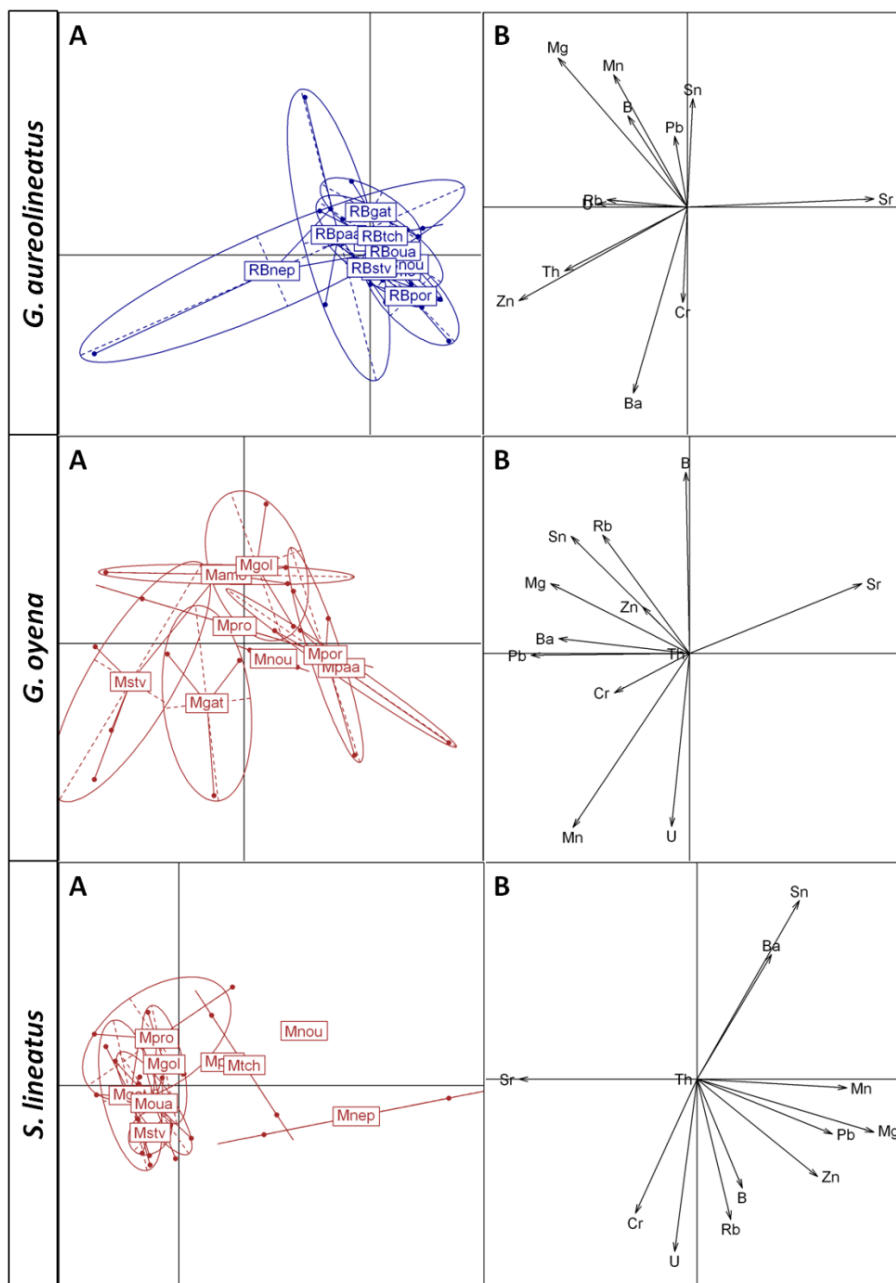 G. aureolineatus
A
RBgat
RBpaa
RBtch
RBoua
RBnep
RBstv
RBpor
B
Mg
Mn
Sn
B
Pb
Rb
U
Sr
Th
Zn
Cr
Ba
G. oyena
A
Mgol
Mamo
Mpro
Mnou
Mpor
Mpaa
Mstv
Mgat
B
B
Rb
Sn
Mg
Zn
Sr
Ba
Pb
Th
Cr
Mn
U
S. lineatus
A
Mnou
Mpro
Mgol
Mtch
Moua
Mnep
Mstv
B
Sn
Ba
Sr
Th
Mn
Pb
Mg
Zn
B
Cr
Rb
U